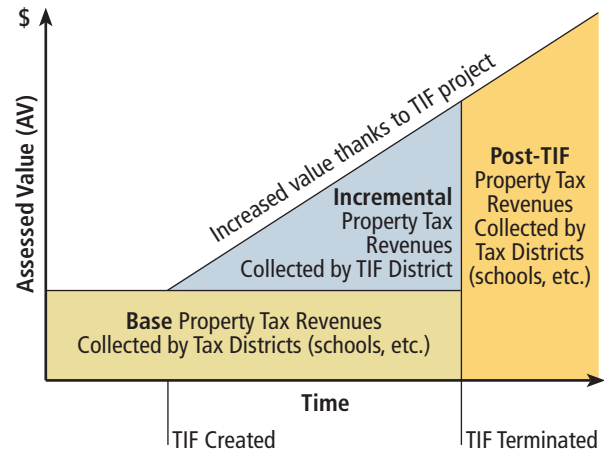 $
Assessed Value (AV)
Increased value thanks to TIF project
Incremental
Property Tax
Revenues
Collected by TIF District
Post-TIF
Property Tax
Revenues
Collected by
Tax Districts
(schools, etc.)
Base Property Tax Revenues
Collected by Tax Districts (schools, etc.)
Time
TIF Created
TIF Terminated